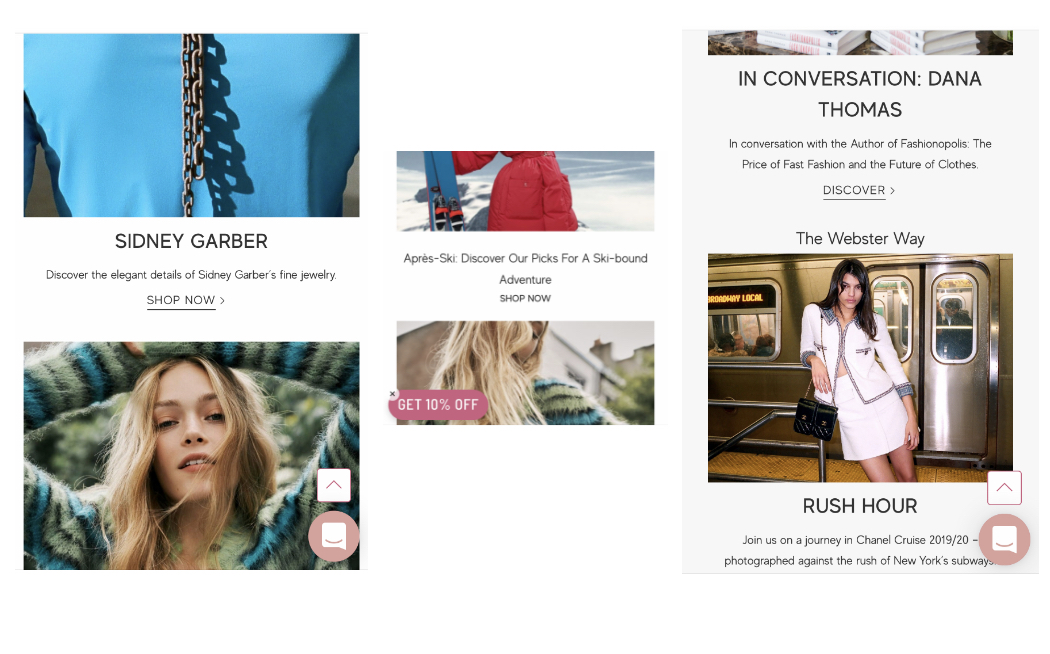 SIDNEY GARBER
Discover the elegant details of Sidney Garber's fine jewelry.
SHOP NOW >
Après-Ski: Discover Our Picks For A Ski-bound
Adventure
SHOP NOW
×
GET 10% OFF
IN CONVERSATION: DANA
THOMAS
In conversation with the Author of Fashionopolis: The
Price of Fast Fashion and the Future of Clothes.
DISCOVER >
The Webster Way
BROADWAY LOCAL
RUSH HOUR
Join us on a journey in Chanel Cruise 2019/20 –
photographed against the rush of New York's subways.